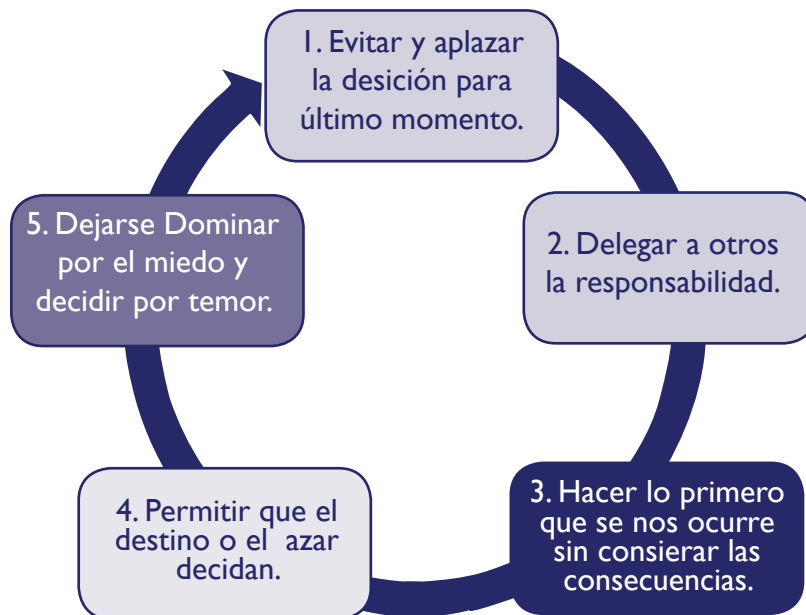 1. Evitar y aplazar
la desición para
último momento.
2. Delegar a otros
la responsabilidad.
3. Hacer lo primero
que se nos ocurre
sin consierar las
consecuencias.
4. Permitir que el
destino o el azar
decidan.
5. Dejarse Dominar
por el miedo y
decidir por temor.